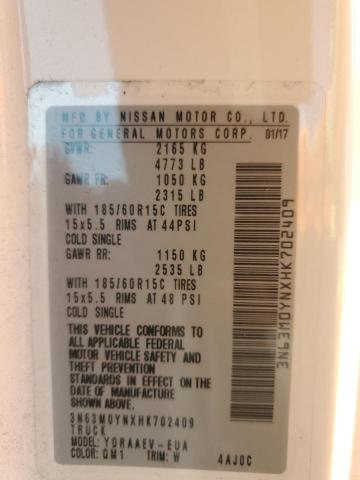 MFD BY NISSAN MOTOR CO., LTD.
FOR GENERAL MOTORS CORP. 01/17
GVWR: 2165 KG
4773 LB
GAWR FR: 1050 KG
2315 LB
WITH 185/60R15C TIRES
15x5.5 RIMS AT 44PSI
COLD SINGLE
GAWR RR: 1150 KG
2535 LB
WITH 185/60R15C TIRES
15x5.5 RIMS AT 48 PSI
COLD SINGLE
THIS VEHICLE CONFORMS TO
ALL APPLICABLE FEDERAL
MOTOR VEHICLE SAFETY AND
THEFT PREVENTION
STANDARDS IN EFFECT ON
THE DATE OF MANUFACTURE
SHOWN ABOVE.
3N63M0YNXHK702409
TRUCK
MODEL: YDRAAEV-EUA
COLOR: QM1 TRIM: W 4AJ0C
3N63M0YNXHK702409